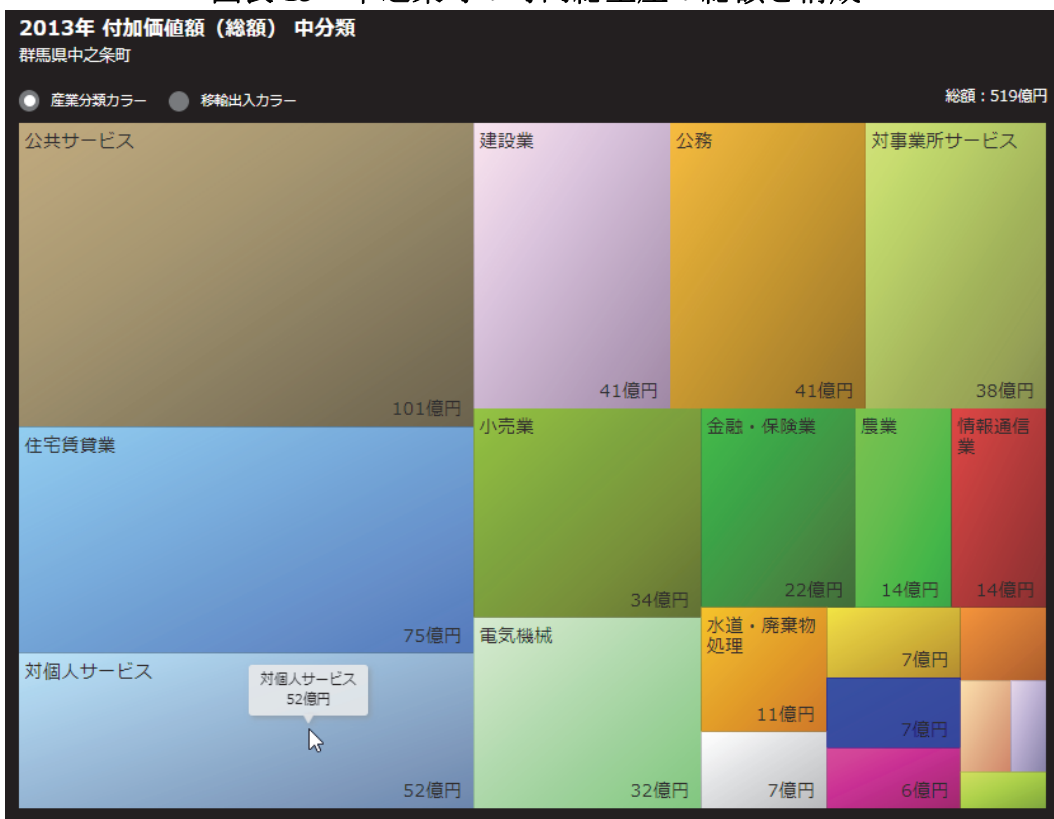 2013年 付加価値額（総額） 中分類
群馬県中之条町
産業分類カラー 移輸出入カラー
総額：519億円
公共サービス
101億円
建設業
41億円
公務
41億円
対事業所サービス
38億円
住宅賃貸業
75億円
小売業
34億円
金融・保険業
22億円
農業
14億円
情報通信
業
14億円
対個人サービス
対個人サービス
52億円
52億円
電気機械
32億円
水道・廃棄物
処理
11億円
7億円
7億円
7億円
6億円